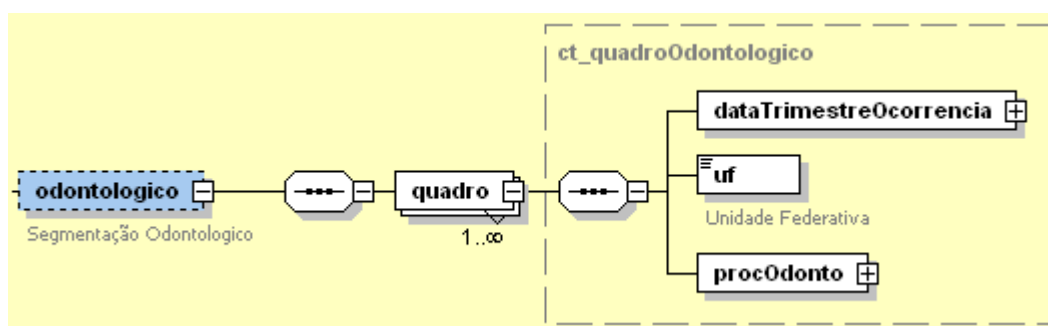 ct_quadroOdontologico
dataTrimestreOcorrencia
odontologico
quadro
uf
Segmentação Odontologico
1..∞
Unidade Federativa
procOdonto